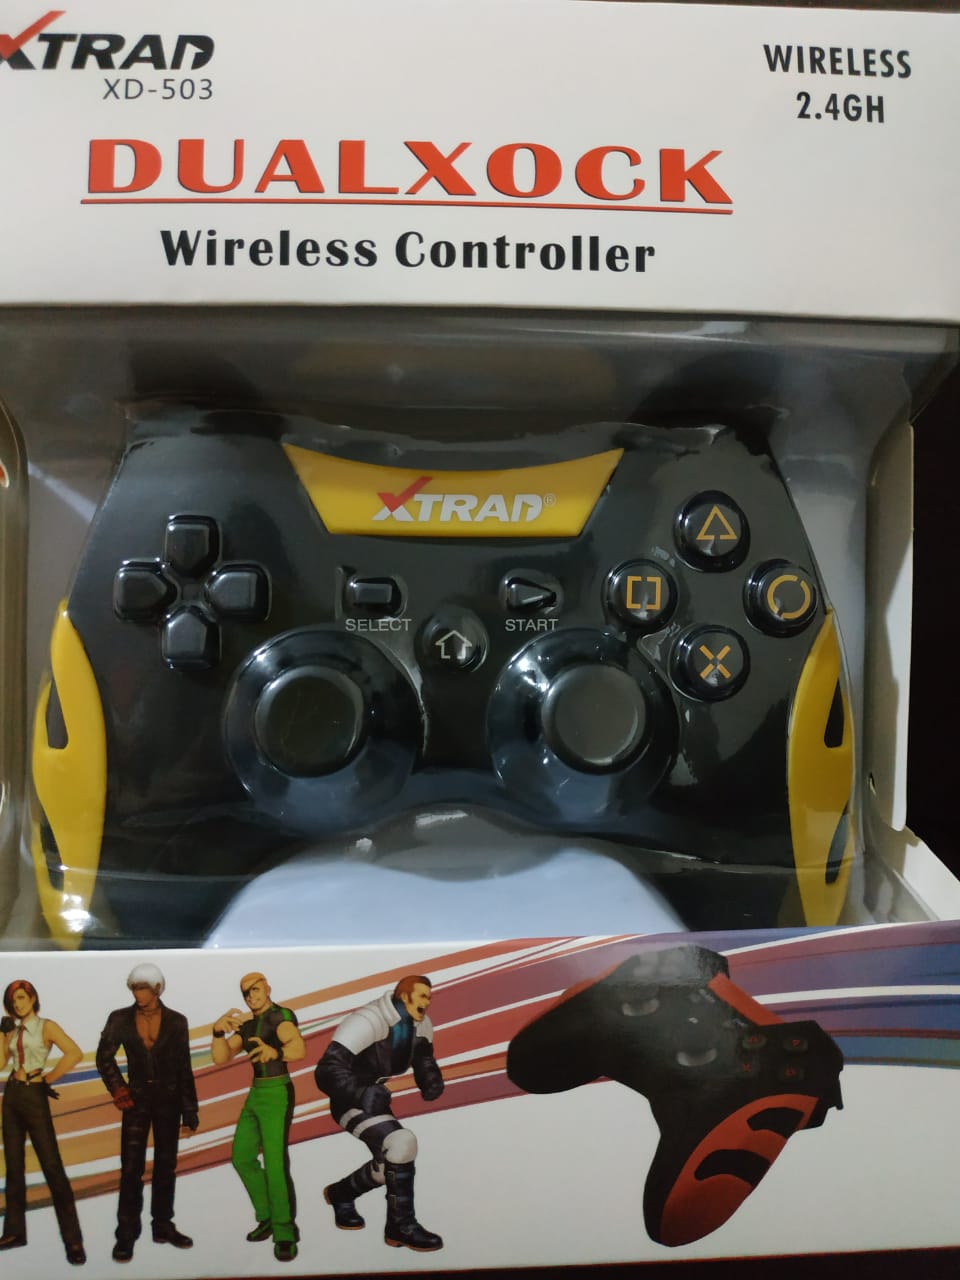 XTRAD
XD-503
WIRELESS
2.4GH
DUALXOCK
Wireless Controller
XTRAD®
SELECT
START